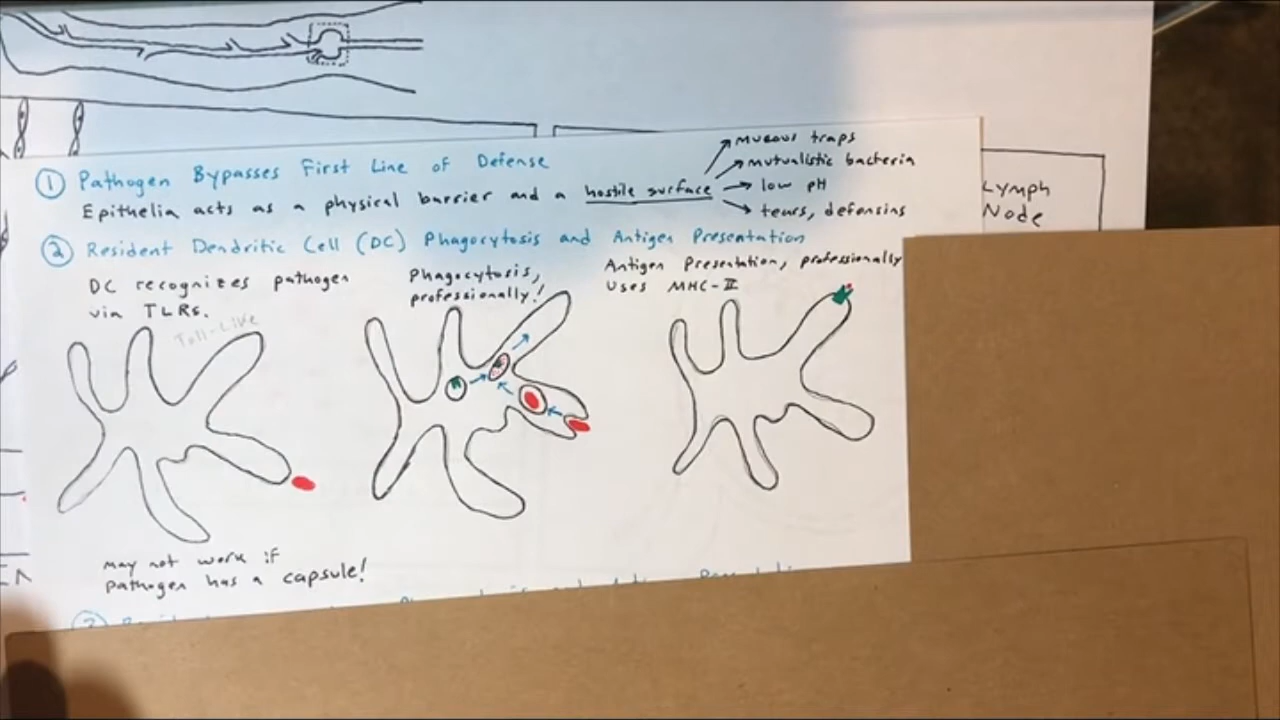 ① Pathogen Bypasses First Line of Defense
Epithelia acts as a physical barrier and a hostile surface
mucous traps
mutualistic bacteria
low pH
tears, defensins
② Resident Dendritic Cell (DC) Phagocytosis and Antigen Presentation
DC recognizes pathogen
via TLRs.
Toll-Like
Phagocytosis,
professionally!
Antigen Presentation, professionally
uses MHC-II
may not work if
pathogen has a capsule!
Lymph
Node